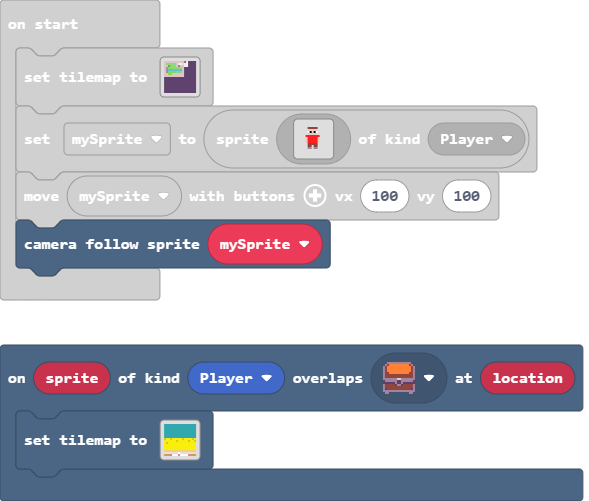 on start
set tilemap to
set mySprite to sprite of kind Player
move mySprite with buttons vx 100 vy 100
camera follow sprite mySprite
on sprite of kind Player overlaps at location
set tilemap to